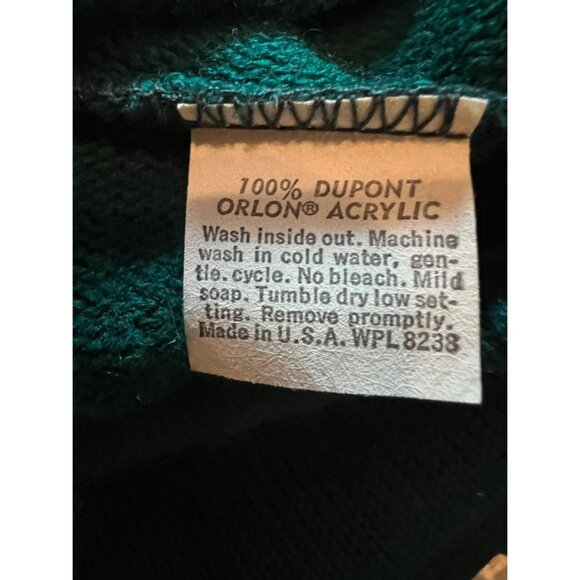 100% DUPONT
ORLON® ACRYLIC
Wash inside out. Machine
wash in cold water, gen-
tle. cycle. No bleach. Mild
soap. Tumble dry low set-
ting. Remove promptly.
Made in U.S.A. WPL 8238